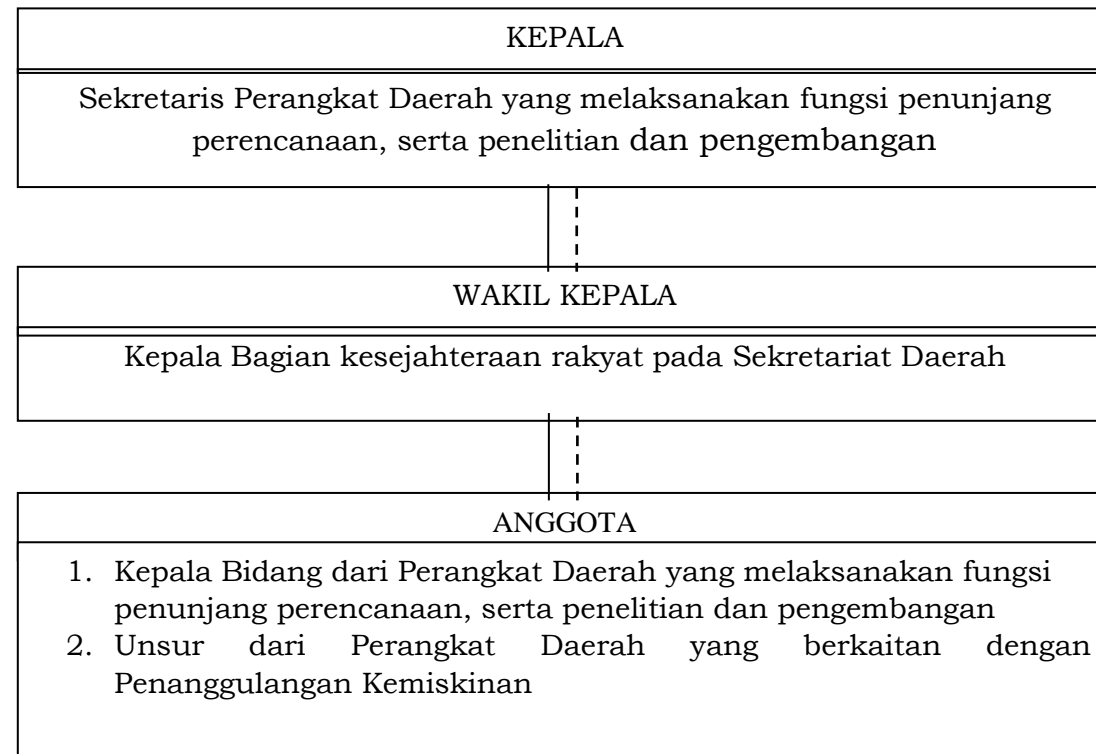 KEPALA
Sekretaris Perangkat Daerah yang melaksanakan fungsi penunjang
perencanaan, serta penelitian dan pengembangan
WAKIL KEPALA
Kepala Bagian kesejahteraan rakyat pada Sekretariat Daerah
ANGGOTA
1. Kepala Bidang dari Perangkat Daerah yang melaksanakan fungsi
penunjang perencanaan, serta penelitian dan pengembangan
2. Unsur dari Perangkat Daerah yang berkaitan dengan
Penanggulangan Kemiskinan